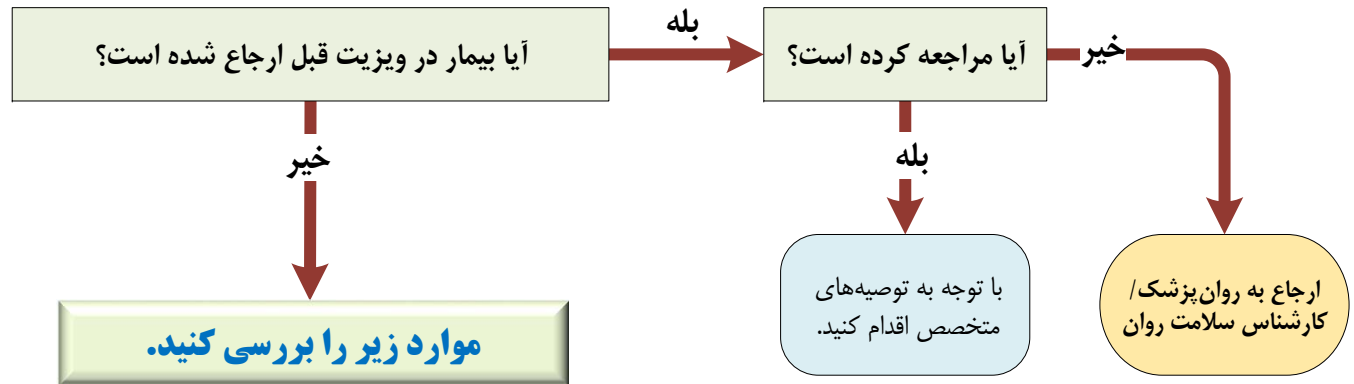 آیا بیمار در ویزیت قبل ارجاع شده است؟
بله
آیا مراجعه کرده است؟
خیر
خیر
بله
موارد زیر را بررسی کنید.
با توجه به توصیه‌های
متخصص اقدام کنید.
ارجاع به روان‌پزشک/
کارشناس سلامت روان